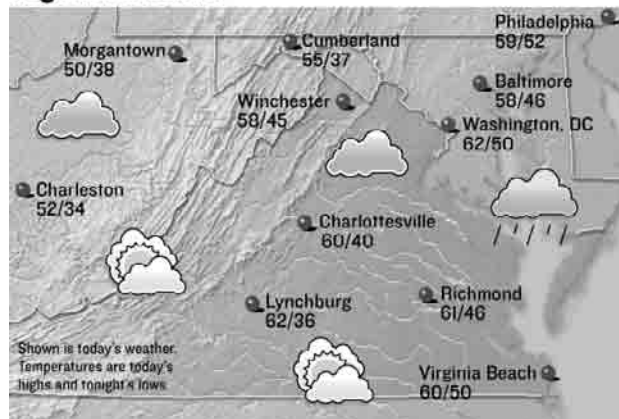 Philadelphia
59/52
Morgantown
50/38
Cumberland
55/37
Baltimore
58/46
Winchester
58/45
Washington, DC
62/50
Charleston
52/34
Charlottesville
60/40
Lynchburg
62/36
Richmond
61/46
Shown is today's weather.
Temperatures are today's
highs and tonight's lows.
Virginia Beach
60/50